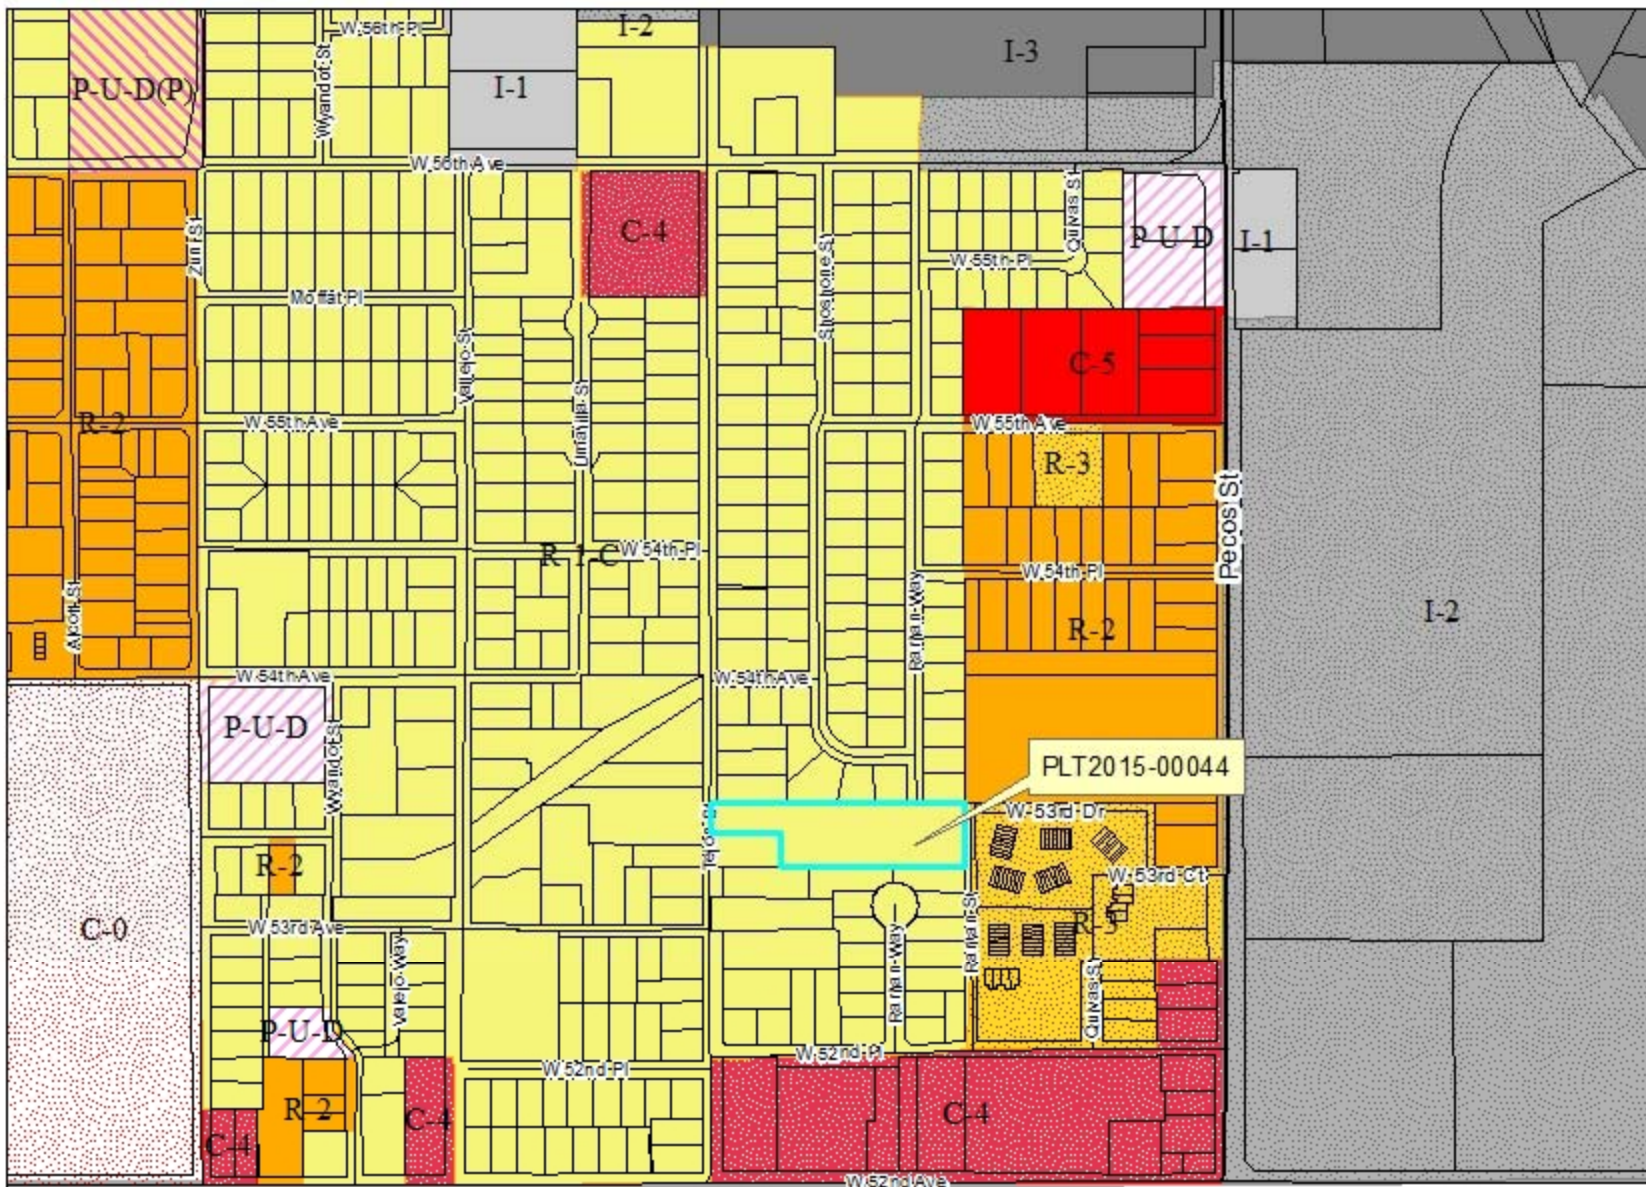 W 56th Pl
I-2
I-3
P-U-D(P)
Wyandot St
I-1
W 56th Ave
Zuni St
C-4
Shoshone St
Quivas St
P-U-D
I-1
W 55th Pl
Moffat Pl
Vallejo St
Umatilla St
C-5
R-2
W 55th Ave
W 55th Ave
R-3
Pecos St
R-1-C
W 54th Pl
W 54th Pl
Alcott St
Raritan Way
R-2
I-2
W 54th Ave
W 54th Ave
P-U-D
Wyandot St
PLT2015-00044
W 53rd Dr
R-2
W 53rd Ct
C-0
W 53rd Ave
R-3
Vallejo Way
Raritan Way
Raritan St
Quivas St
P-U-D
W 52nd Pl
W 52nd Pl
R-2
C-4
C-4
C-4
W 52nd Ave